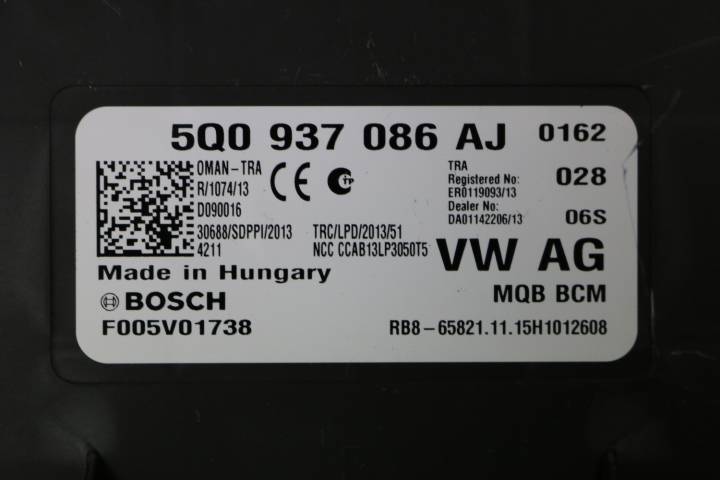 5Q0 937 086 AJ 0162
OMAN-TRA
R/1074/13
D090016
30688/SDPPI/2013
4211
TRC/LPD/2013/51
NCC CCAB13LP3050T5
TRA
Registered No:
ER0119093/13
Dealer No:
DA01142206/13
028
06S
VW AG
Made in Hungary
MQB BCM
BOSCH
F005V01738
RB8-65821.11.15H1012608